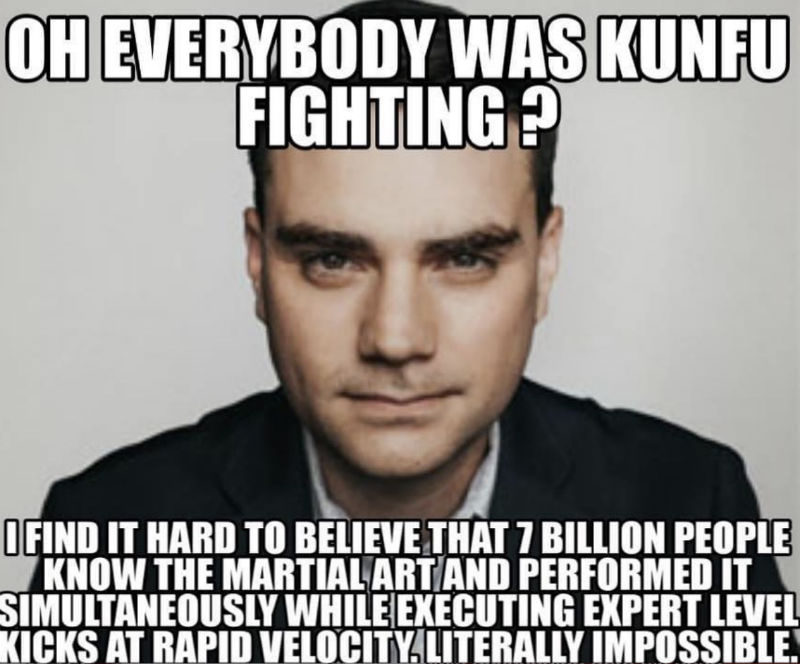 OH EVERYBODY WAS KUNFU
FIGHTING ?
I FIND IT HARD TO BELIEVE THAT 7 BILLION PEOPLE
KNOW THE MARTIAL ART AND PERFORMED IT
SIMULTANEOUSLY WHILE EXECUTING EXPERT LEVEL
KICKS AT RAPID VELOCITY. LITERALLY IMPOSSIBLE.